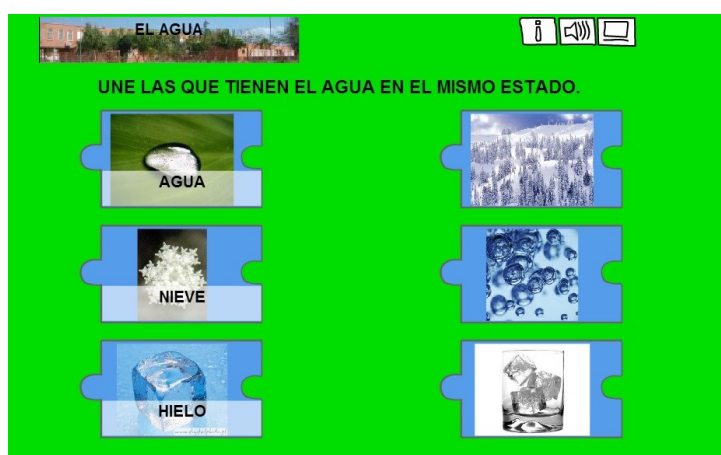 EL AGUA
UNE LAS QUE TIENEN EL AGUA EN EL MISMO ESTADO.
AGUA
NIEVE
HIELO